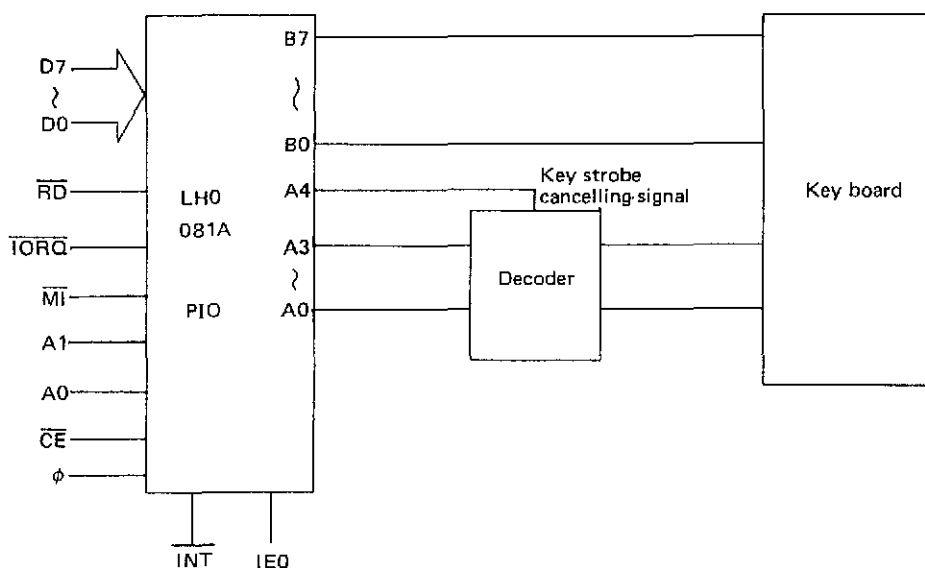 B7
D7
~
D0
~
B0
RD
LH0
081A
A4
Key strobe
cancelling signal
Key board
IORQ
A3
~
Decoder
MI
PIO
A0
A1
A0
CE
φ
INT
IE0